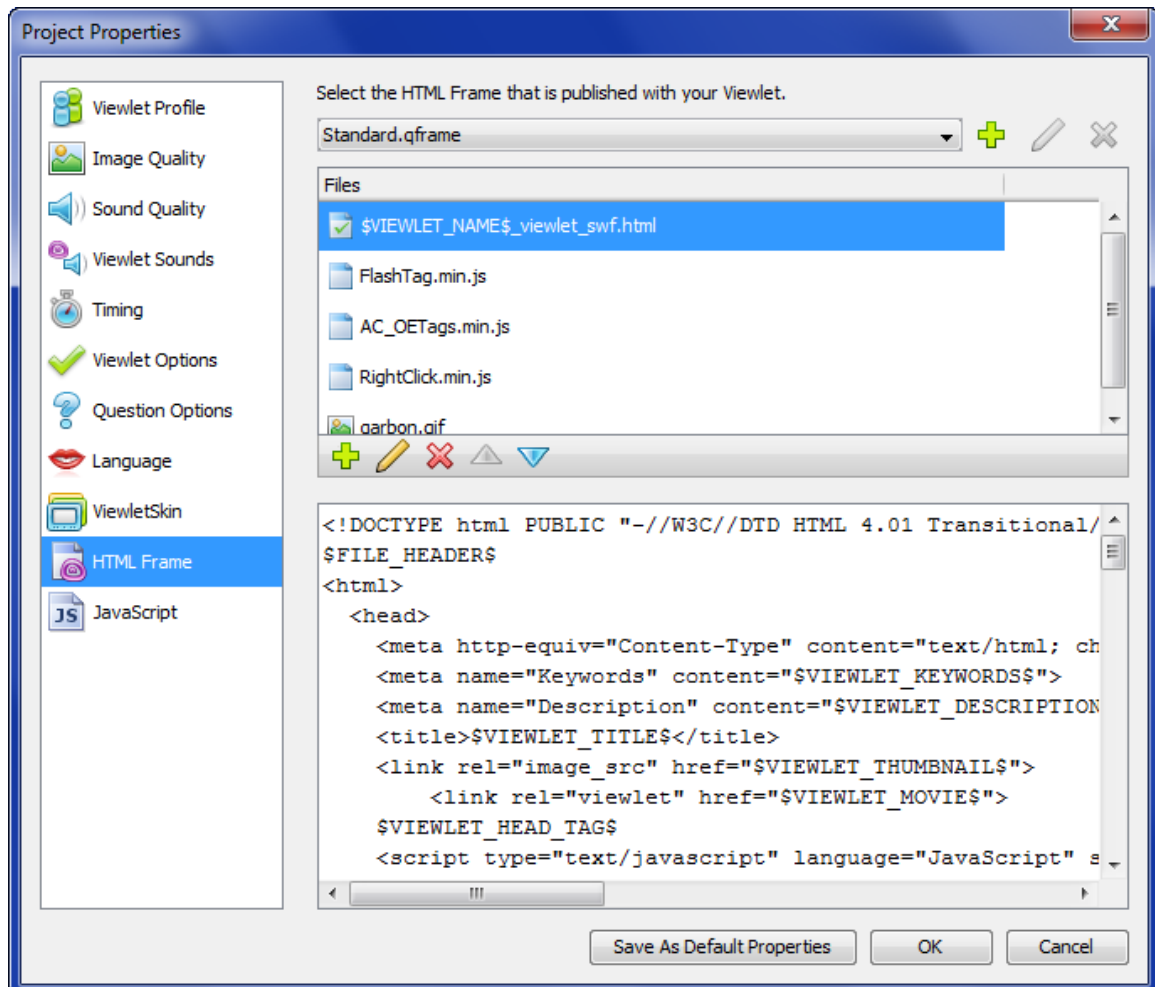 Project Properties
Viewlet Profile
Image Quality
Sound Quality
Viewlet Sounds
Timing
Viewlet Options
Question Options
Language
ViewletSkin
HTML Frame
JS JavaScript
Select the HTML Frame that is published with your Viewlet.
Standard.qframe
Files
$VIEWLET_NAME$_viewlet_swf.html
FlashTag.min.js
AC_OETags.min.js
RightClick.min.js
garbon.gif
<!DOCTYPE html PUBLIC "-//W3C//DTD HTML 4.01 Transitional/
$FILE_HEADER$
<html>
<head>
<meta http-equiv="Content-Type" content="text/html; ch
<meta name="Keywords" content="$VIEWLET_KEYWORDS$">
<meta name="Description" content="$VIEWLET_DESCRIPTION
<title>$VIEWLET_TITLE$</title>
<link rel="image_src" href="$VIEWLET_THUMBNAIL$">
<link rel="viewlet" href="$VIEWLET_MOVIE$">
$VIEWLET_HEAD_TAG$
<script type="text/javascript" language="JavaScript" s
Save As Default Properties
OK
Cancel